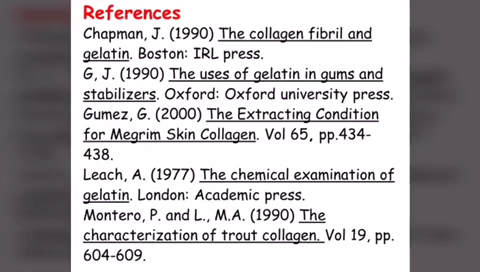 References
Chapman, J. (1990) The collagen fibril and
gelatin. Boston: IRL press.
G, J. (1990) The uses of gelatin in gums and
stabilizers. Oxford: Oxford university press.
Gumez, G. (2000) The Extracting Condition
for Megrim Skin Collagen. Vol 65, pp.434-
438.
Leach, A. (1977) The chemical examination of
gelatin. London: Academic press.
Montero, P. and L., M.A. (1990) The
characterization of trout collagen. Vol 19, pp.
604-609.